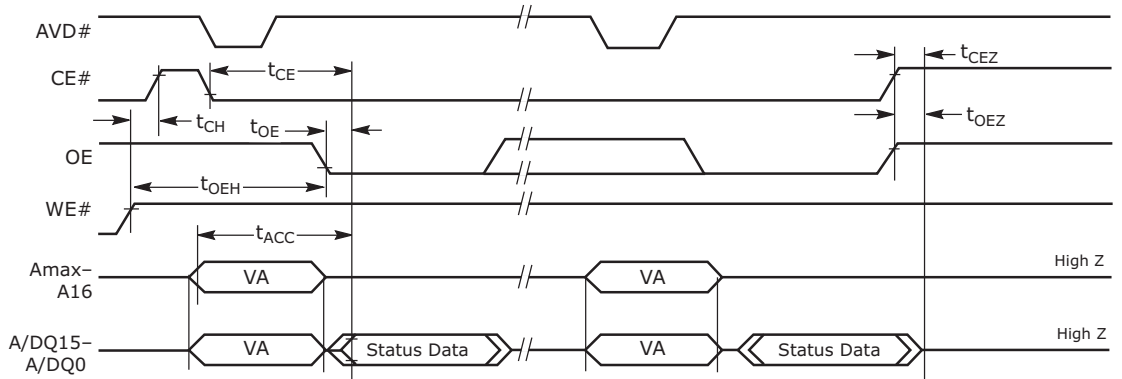 AVD#
CE#
tCE
tCEZ
tCH
tOE
tOEZ
OE
tOEH
WE#
tACC
Amax–
A16
VA
VA
High Z
A/DQ15–
A/DQ0
VA
Status Data
VA
Status Data
High Z